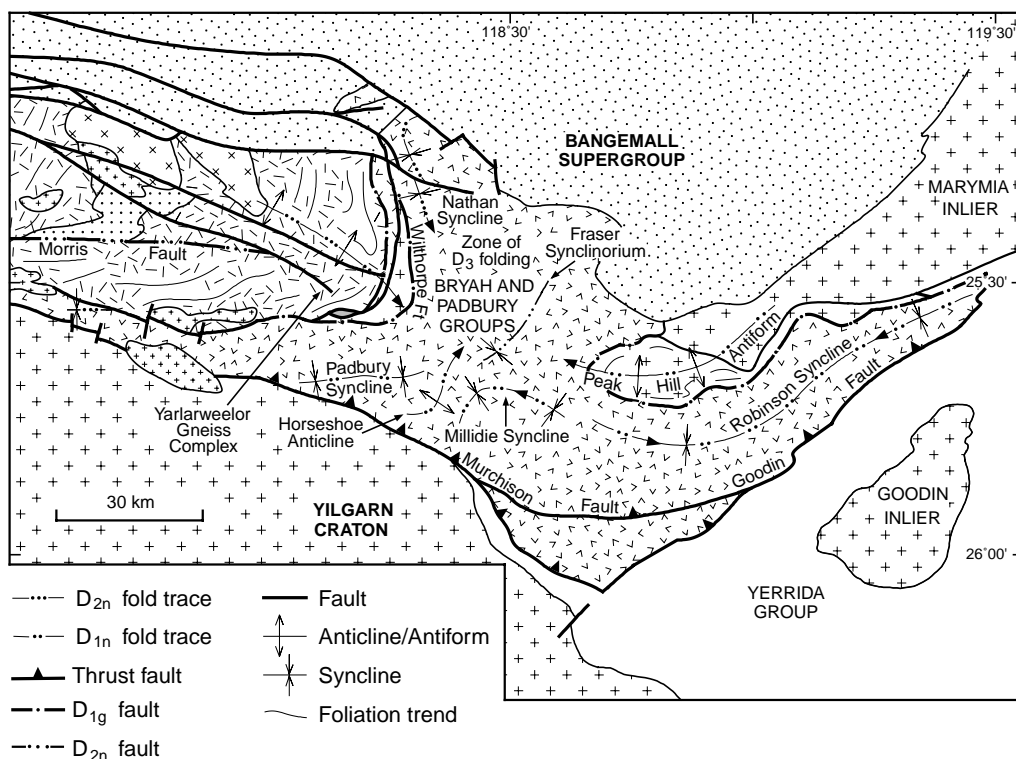 118˚30'
119˚30'
BANGEMALL
SUPERGROUP
MARYMIA
INLIER
Nathan
Syncline
Zone of
D3 folding
Fraser
Synclinorum
Morris Fault
Wilthorpe F.
BRYAH AND
PADBURY
GROUPS
25˚30'
Peak Hill Antiform
Robinson Syncline
Padbury
Syncline
Yarlarweelor
Gneiss
Complex
Horseshoe
Anticline
Millidie Syncline
Murchison Fault
Goodin Fault
GOODIN
INLIER
30 km
YILGARN
CRATON
26˚00'
YERRIDA
GROUP
D2n fold trace
D1n fold trace
Thrust fault
D1g fault
D2n fault
Fault
Anticline/Antiform
Syncline
Foliation trend